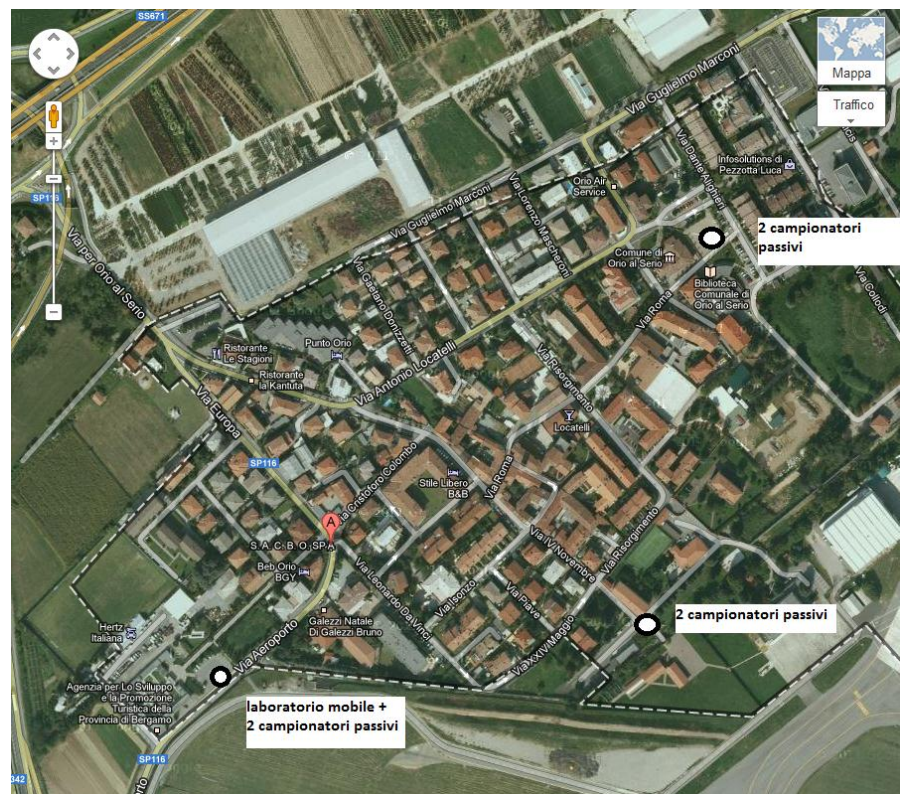 SS671
Mappa
Traffico
Via Guglielmo Marconi
Via Dante Alighieri
Infosolutions di
Pezzotta Luca
Orio Air
Service
SP116
Via Guglielmo Marconi
Via Lorenzo Mascheroni
2 campionatori
passivi
Comune di
Orio al Serio
Biblioteca
Comunale di
Orio al Serio
Via per Orio al Serio
Via Gaetano Donizzetti
Via Roma
Via Collodi
Punto Orio
Ristorante
Le Stagioni
Via Antonio Locatelli
Via Risorgimento
Ristorante
la Kantuta
Via Europa
Locatelli
SP116
Via Cristoforo Colombo
Stile Libero
B&B
Via Roma
A
S.A.C.B.O. SPA
Via IV Novembre
Via Risorgimento
Beb Orio
BGY
Via Leonardo Da Vinci
Via Isonzo
Via Piave
Galezzi Natale
Di Galezzi Bruno
Hertz
Italiana
2 campionatori passivi
Via Aeroporto
Via XXIV Maggio
Agenzia per Lo Sviluppo
e la Promozione
Turistica della
Provincia di Bergamo
laboratorio mobile +
2 campionatori passivi
SP116
342